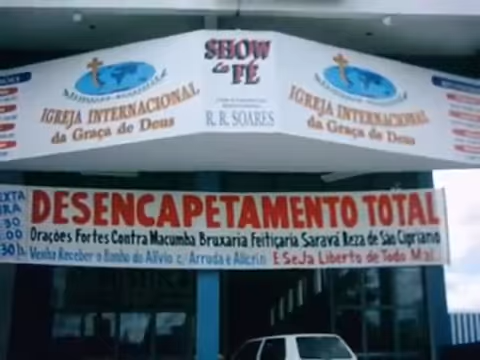 SHOW
da FÉ
R. R. SOARES
IGREJA INTERNACIONAL
da Graça de Deus
IGREJA INTERNACIONAL
da Graça de Deus
DESENCAPETAMENTO TOTAL
Orações Fortes Contra Macumba Bruxaria Feitiçaria Saravá Reza de São Cipriano
Venha Receber o Banho do Alívio c/ Arruda e Alicrin E SeJa Liberto de Todo Mal